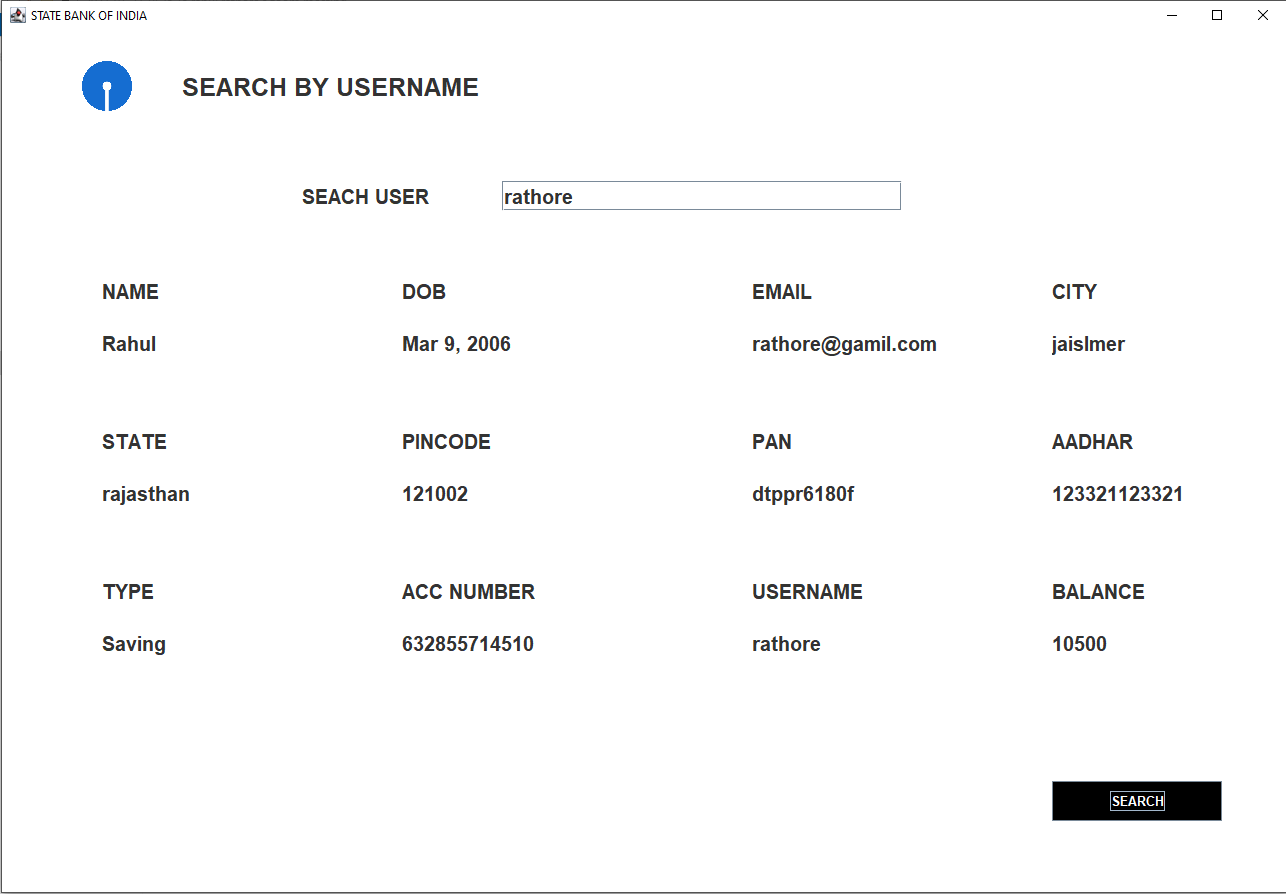 STATE BANK OF INDIA
SEARCH BY USERNAME
SEACH USER rathore
NAME DOB EMAIL CITY
Rahul Mar 9, 2006 rathore@gamil.com jaislmer
STATE PINCODE PAN AADHAR
rajasthan 121002 dtppr6180f 123321123321
TYPE ACC NUMBER USERNAME BALANCE
Saving 632855714510 rathore 10500
SEARCH